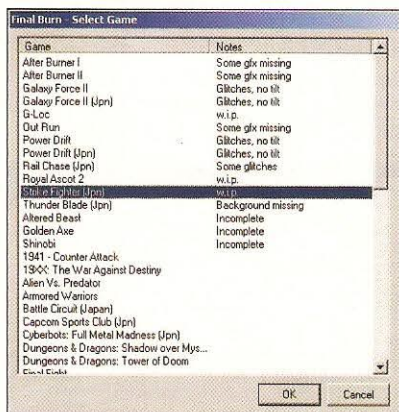 Final Burn - Select Game
Game Notes
After Burner I Some gfx missing
After Burner II Some gfx missing
Galaxy Force II Glitches, no tilt
Galaxy Force II (Jpn) Glitches, no tilt
G-Loc w.i.p.
Out Run Some gfx missing
Power Drift Glitches, no tilt
Power Drift (Jpn) Glitches, no tilt
Rail Chase (Jpn) Some glitches
Royal Ascot 2 w.i.p.
Strike Fighter (Jpn) w.i.p.
Thunder Blade (Jpn) Background missing
Altered Beast Incomplete
Golden Axe Incomplete
Shinobi Incomplete
1941 - Counter Attack
19XX: The War Against Destiny
Alien Vs. Predator
Armored Warriors
Battle Circuit (Japan)
Capcom Sports Club (Jpn)
Cyberbots: Full Metal Madness (Jpn)
Dungeons & Dragons: Shadow over Mys...
Dungeons & Dragons: Tower of Doom
Final Fight
OK Cancel